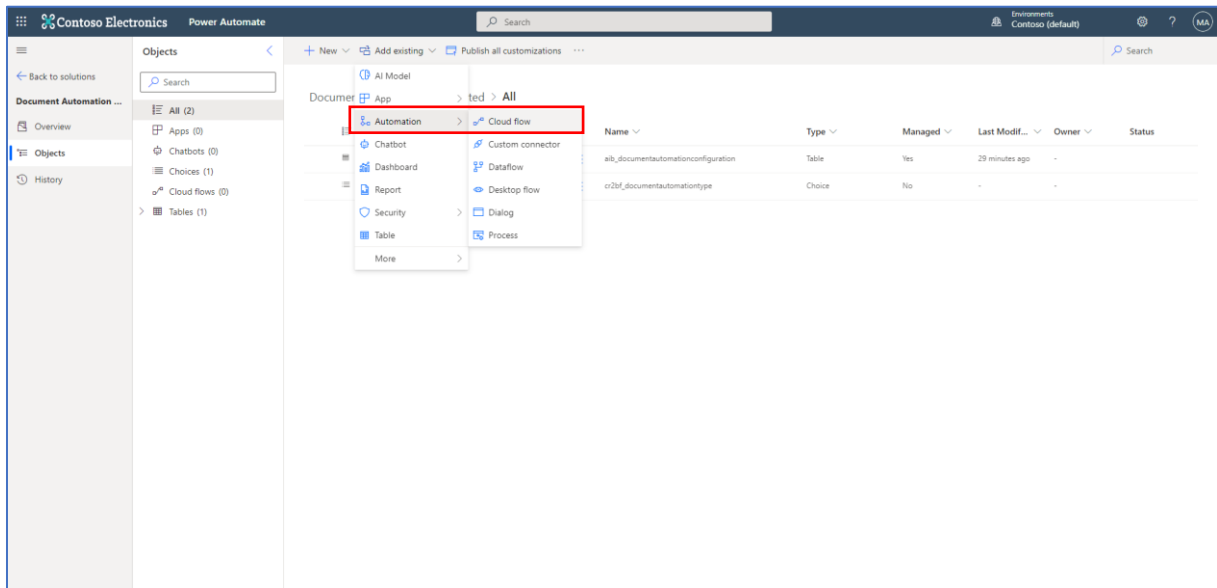 Contoso Electronics Power Automate Search Environments Contoso (default) ? MA
Objects + New Add existing Publish all customizations ... Search
Back to solutions
Search
AI Model
Document Automation ...
Documen ted > All
App
All (2)
Automation Cloud flow
Name Type Managed Last Modif... Owner Status
Overview
Apps (0)
Chatbot Custom connector
Objects
Chatbots (0)
Dashboard Dataflow
aib_documentautomationconfiguration Table Yes 29 minutes ago -
Choices (1)
History
Report Desktop flow
cr2bf_documentautomationtype Choice No - -
Cloud flows (0)
Security Dialog
Tables (1)
Table Process
More